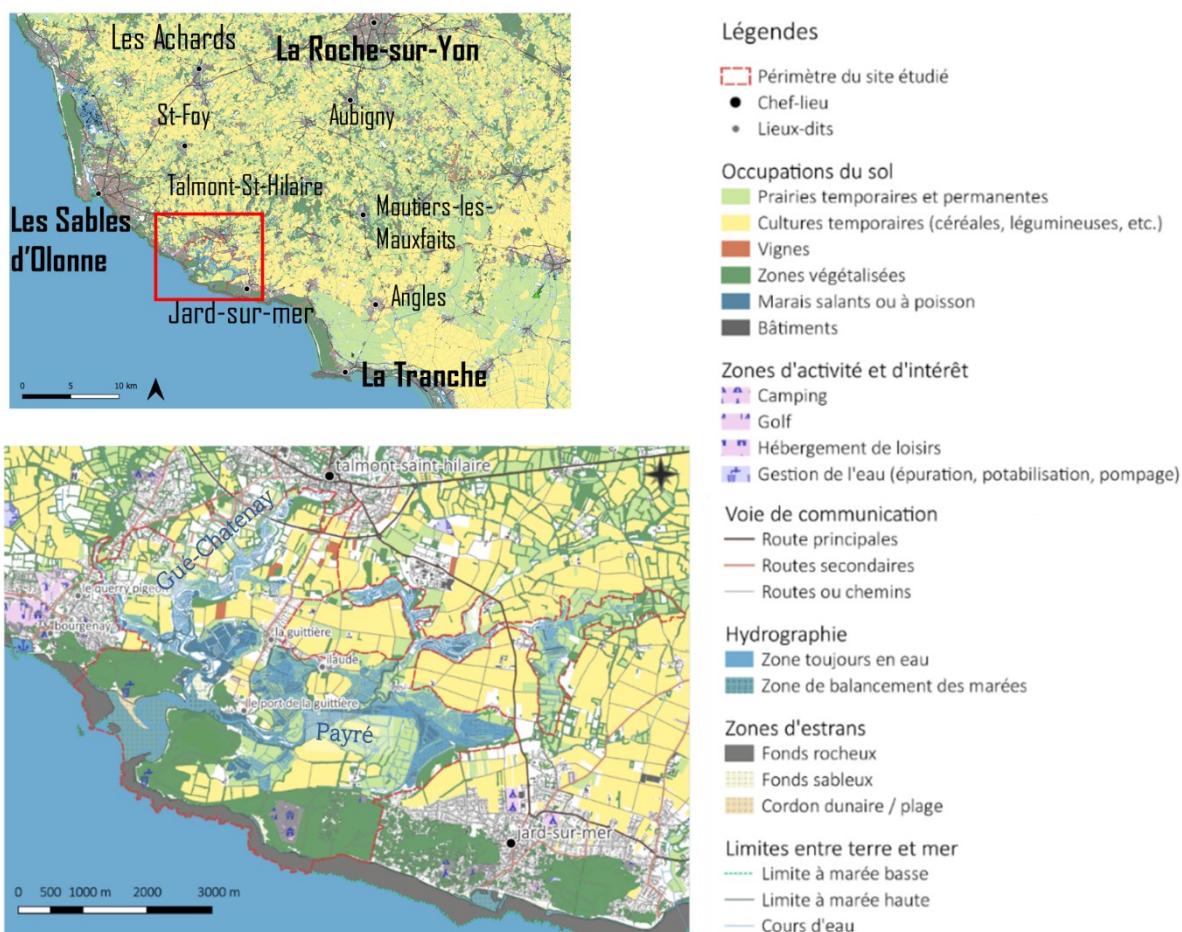 Les Achards
La Roche-sur-Yon
St-Foy
Aubigny
Talmont-St-Hilaire
Moutiers-les-
Mauxfaits
Les Sables
d'Olonne
Jard-sur-mer
Angles
La Tranche
0 5 10 km
talmont-saint-hilaire
Gué-Chatenay
le querry pigeon
bourgenay
la guittière
ilaude
le port de la guittière
Payré
jard-sur-mer
0 500 1000 m 2000 3000 m
Légendes
Périmètre du site étudié
Chef-lieu
Lieux-dits
Occupations du sol
Prairies temporaires et permanentes
Cultures temporaires (céréales, légumineuses, etc.)
Vignes
Zones végétalisées
Marais salants ou à poisson
Bâtiments
Zones d'activité et d'intérêt
Camping
Golf
Hébergement de loisirs
Gestion de l'eau (épuration, potabilisation, pompage)
Voie de communication
Route principales
Routes secondaires
Routes ou chemins
Hydrographie
Zone toujours en eau
Zone de balancement des marées
Zones d'estrans
Fonds rocheux
Fonds sableux
Cordon dunaire / plage
Limites entre terre et mer
Limite à marée basse
Limite à marée haute
Cours d'eau